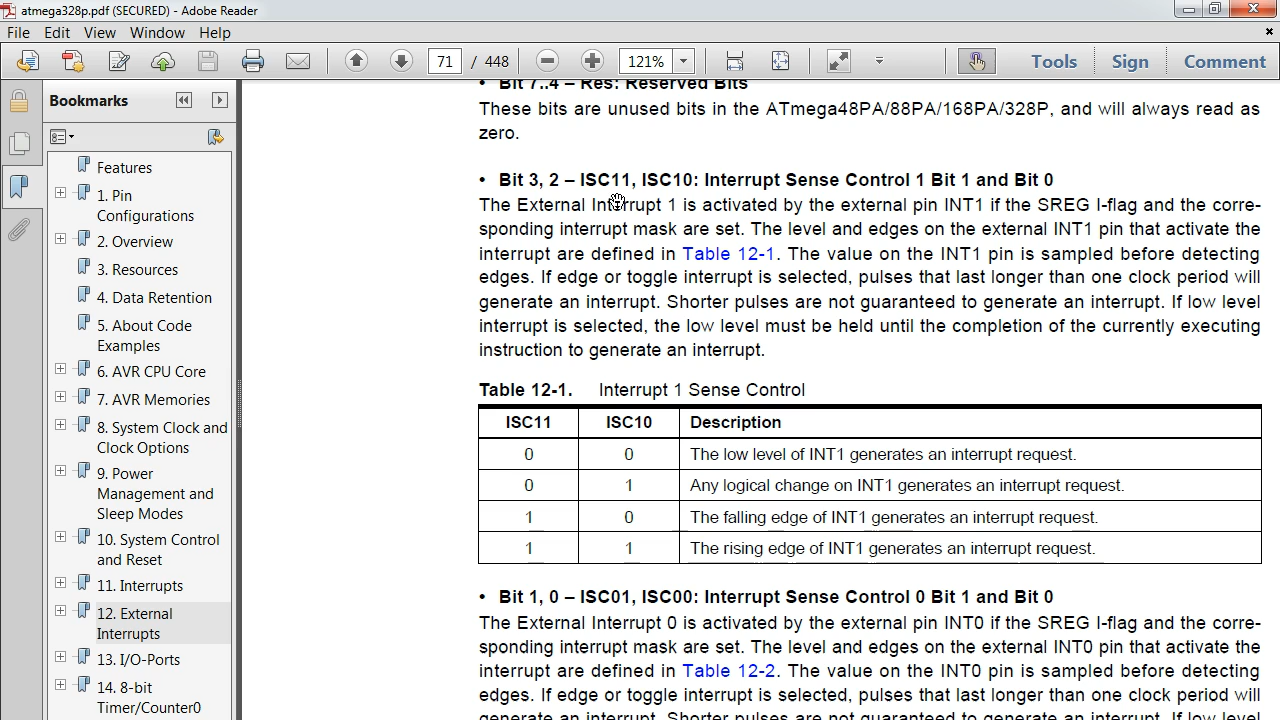 atmega328p.pdf (SECURED) - Adobe Reader
File Edit View Window Help
71 / 448 121% Tools Sign Comment
Bookmarks
Features
1. Pin
Configurations
2. Overview
3. Resources
4. Data Retention
5. About Code
Examples
6. AVR CPU Core
7. AVR Memories
8. System Clock and
Clock Options
9. Power
Management and
Sleep Modes
10. System Control
and Reset
11. Interrupts
12. External
Interrupts
13. I/O-Ports
14. 8-bit
Timer/Counter0
• Bit 7..4 – Res: Reserved Bits
These bits are unused bits in the ATmega48PA/88PA/168PA/328P, and will always read as
zero.
• Bit 3, 2 – ISC11, ISC10: Interrupt Sense Control 1 Bit 1 and Bit 0
The External Interrupt 1 is activated by the external pin INT1 if the SREG I-flag and the corre-
sponding interrupt mask are set. The level and edges on the external INT1 pin that activate the
interrupt are defined in Table 12-1. The value on the INT1 pin is sampled before detecting
edges. If edge or toggle interrupt is selected, pulses that last longer than one clock period will
generate an interrupt. Shorter pulses are not guaranteed to generate an interrupt. If low level
interrupt is selected, the low level must be held until the completion of the currently executing
instruction to generate an interrupt.
Table 12-1. Interrupt 1 Sense Control
ISC11 ISC10 Description
0 0 The low level of INT1 generates an interrupt request.
0 1 Any logical change on INT1 generates an interrupt request.
1 0 The falling edge of INT1 generates an interrupt request.
1 1 The rising edge of INT1 generates an interrupt request.
• Bit 1, 0 – ISC01, ISC00: Interrupt Sense Control 0 Bit 1 and Bit 0
The External Interrupt 0 is activated by the external pin INT0 if the SREG I-flag and the corre-
sponding interrupt mask are set. The level and edges on the external INT0 pin that activate the
interrupt are defined in Table 12-2. The value on the INT0 pin is sampled before detecting
edges. If edge or toggle interrupt is selected, pulses that last longer than one clock period will
generate an interrupt. Shorter pulses are not guaranteed to generate an interrupt. If low level